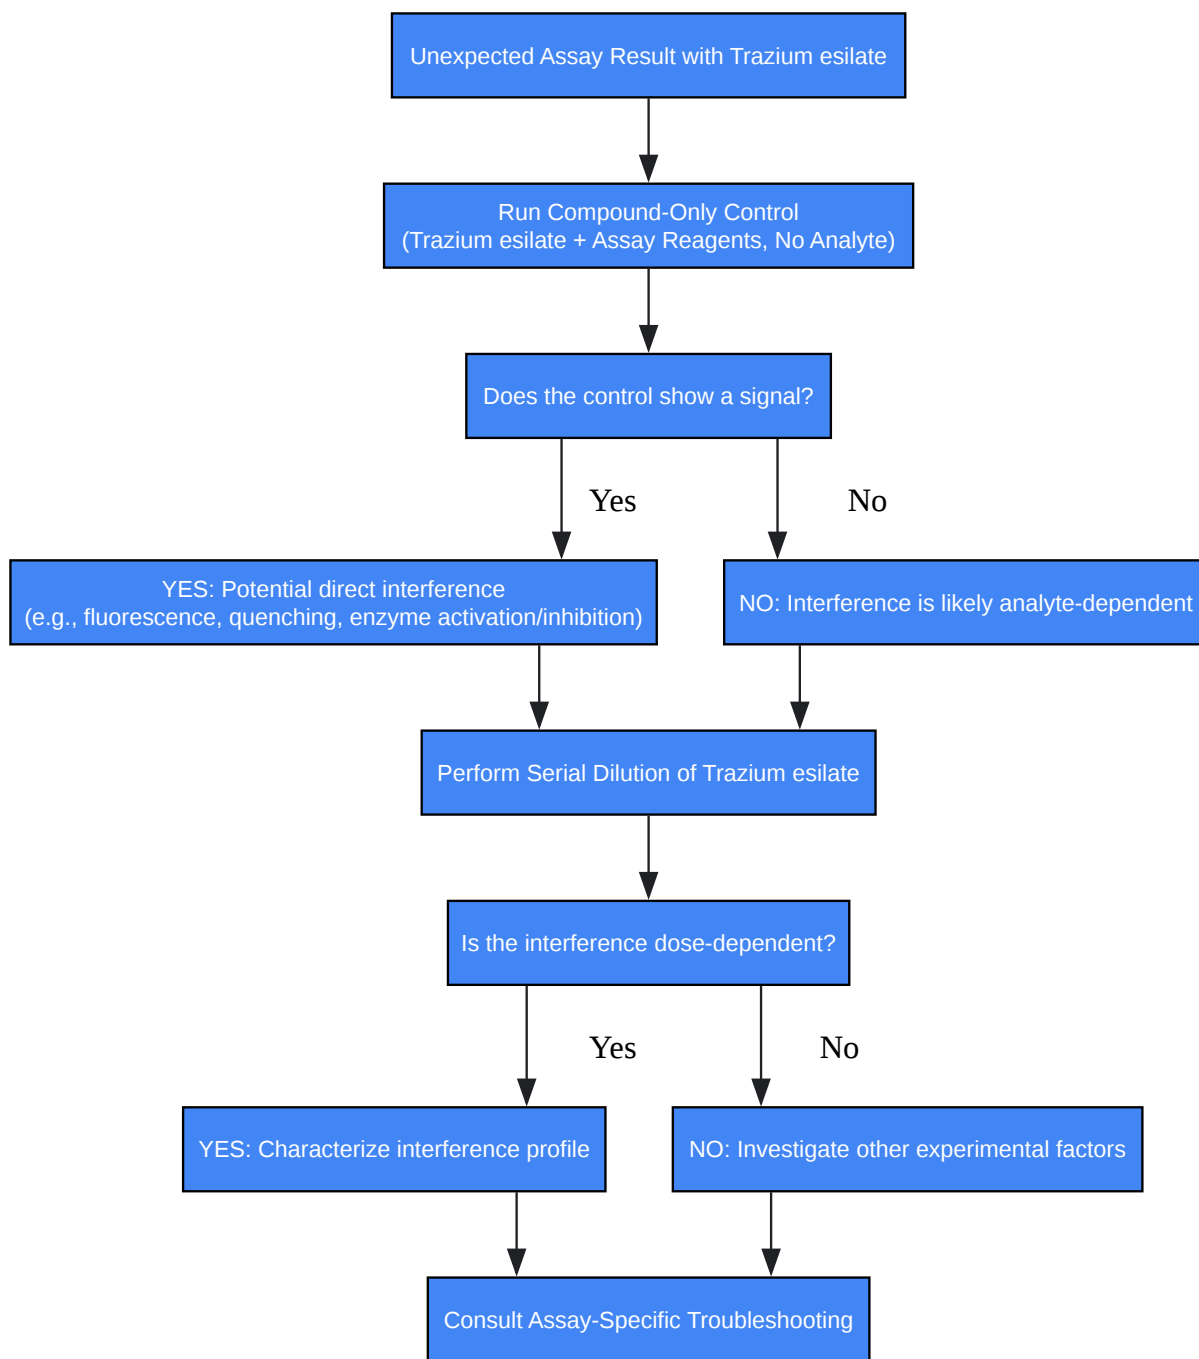 Unexpected Assay Result with Trazium esilate
Run Compound-Only Control
(Trazium esilate + Assay Reagents, No Analyte)
Does the control show a signal?
Yes
No
YES: Potential direct interference
(e.g., fluorescence, quenching, enzyme activation/inhibition)
NO: Interference is likely analyte-dependent
Perform Serial Dilution of Trazium esilate
Is the interference dose-dependent?
Yes
No
YES: Characterize interference profile
NO: Investigate other experimental factors
Consult Assay-Specific Troubleshooting